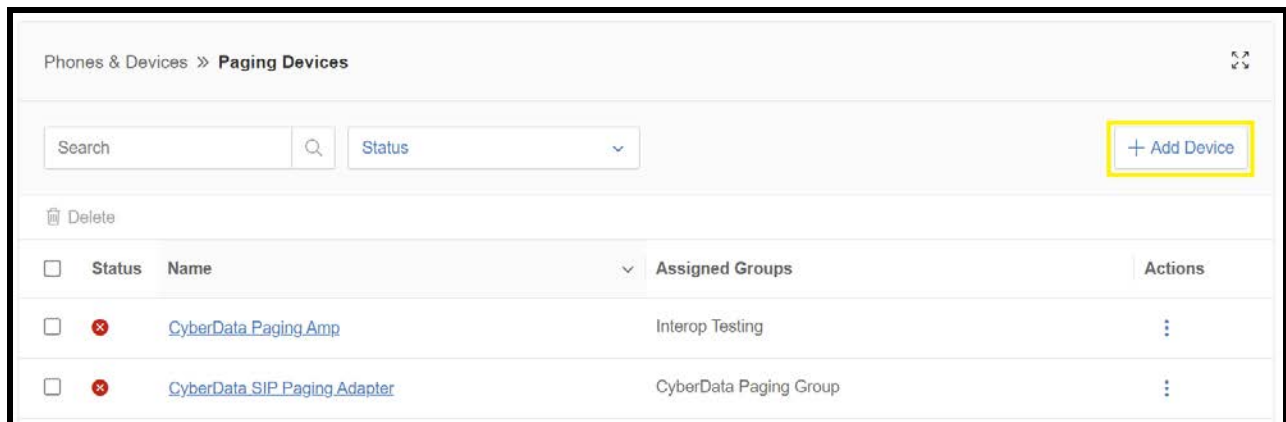 Phones & Devices » Paging Devices
Search Status + Add Device
Delete
Status Name Assigned Groups Actions
CyberData Paging Amp Interop Testing
CyberData SIP Paging Adapter CyberData Paging Group